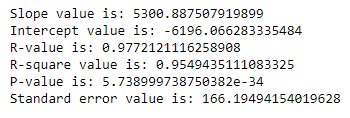 Slope value is: 5300.887507919899
Intercept value is: -6196.066283335484
R-value is: 0.9772121116258908
R-square value is: 0.9549435111083325
P-value is: 5.738999738750382e-34
Standard error value is: 166.19494154019628